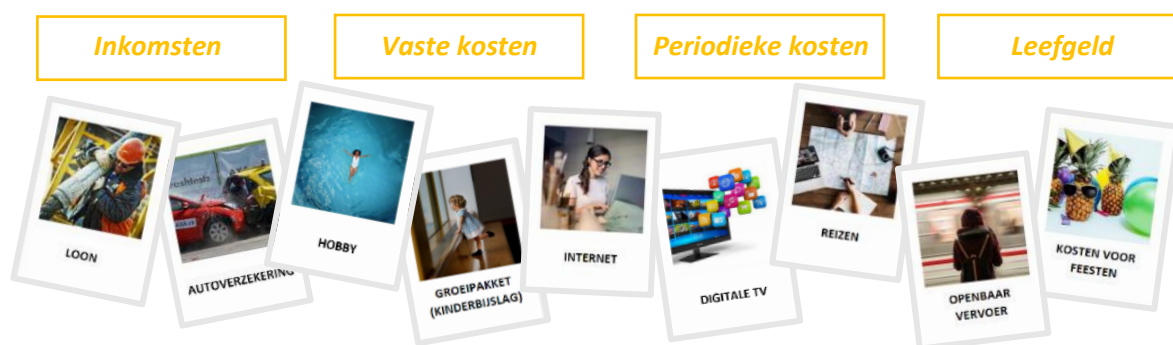 Inkomsten
Vaste kosten
Periodieke kosten
Leefgeld
LOON
AUTOVERZEKERING
HOBBY
GROEIPAKKET
(KINDERBIJSLAG)
INTERNET
DIGITALE TV
REIZEN
OPENBAAR
VERVOER
KOSTEN VOOR
FEESTEN